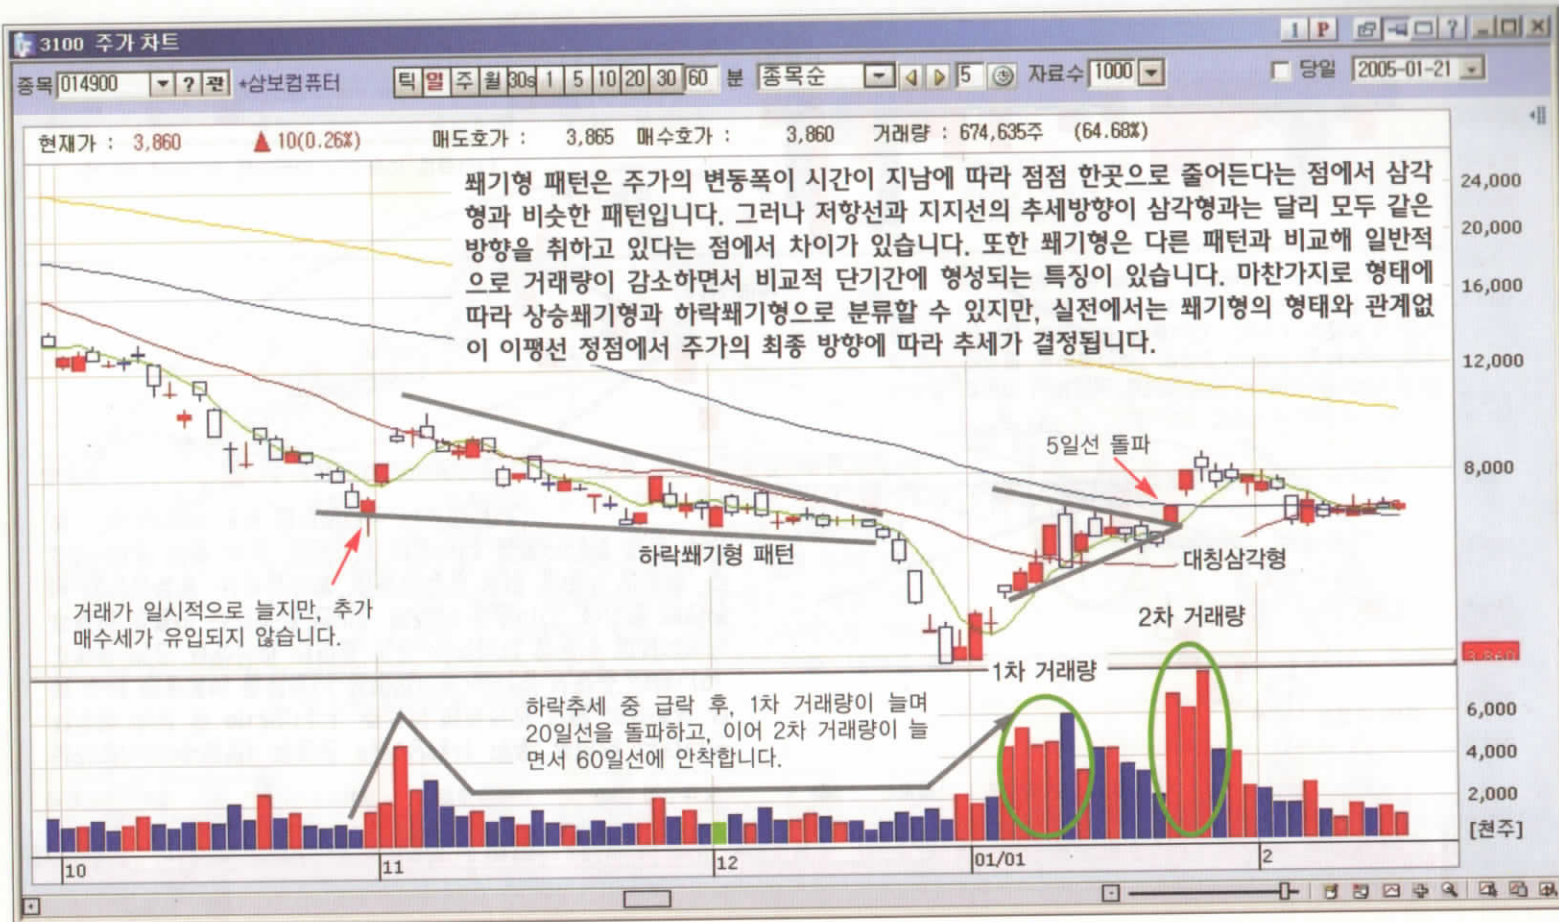 3100 주가 차트
1 P ?
종목 014900 ? 관 *삼보컴퓨터 틱 일 주 월 30s 1 5 10 20 30 60 분 종목순 5 자료수 1000 당일 2005-01-21
현재가 : 3,860 ▲ 10(0.26%) 매도호가 : 3,865 매수호가 : 3,860 거래량 : 674,635주 (64.68%)
쐐기형 패턴은 주가의 변동폭이 시간이 지남에 따라 점점 한곳으로 줄어든다는 점에서 삼각
형과 비슷한 패턴입니다. 그러나 저항선과 지지선의 추세방향이 삼각형과는 달리 모두 같은
방향을 취하고 있다는 점에서 차이가 있습니다. 또한 쐐기형은 다른 패턴과 비교해 일반적
으로 거래량이 감소하면서 비교적 단기간에 형성되는 특징이 있습니다. 마찬가지로 형태에
따라 상승쐐기형과 하락쐐기형으로 분류할 수 있지만, 실전에서는 쐐기형의 형태와 관계없
이 이평선 정점에서 주가의 최종 방향에 따라 추세가 결정됩니다.
24,000
20,000
16,000
12,000
8,000
3,860
5일선 돌파
하락쐐기형 패턴
대칭삼각형
거래가 일시적으로 늘지만, 추가
매수세가 유입되지 않습니다.
2차 거래량
1차 거래량
하락추세 중 급락 후, 1차 거래량이 늘며
20일선을 돌파하고, 이어 2차 거래량이 늘
면서 60일선에 안착합니다.
6,000
4,000
2,000
[천주]
10 11 12 01/01 2